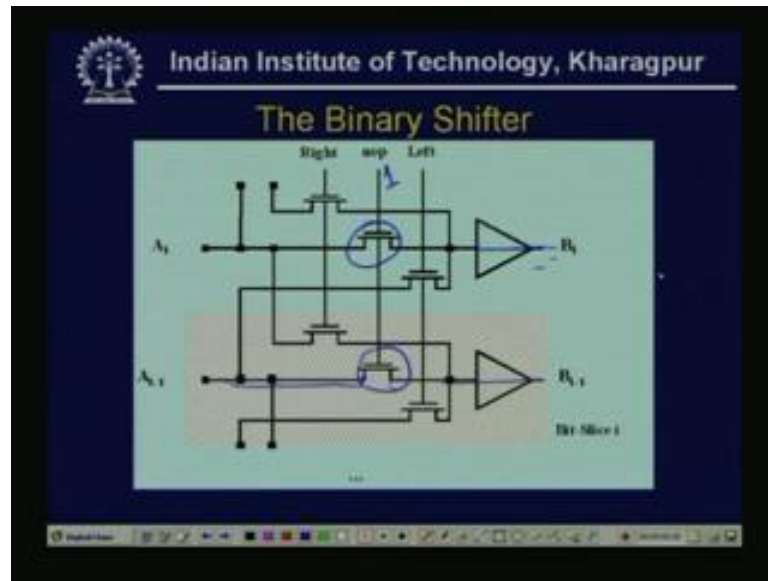 Indian Institute of Technology, Kharagpur
The Binary Shifter
Right nop Left
1
Ai Bi
Ai-1 Bi-1
Bit-Slice i